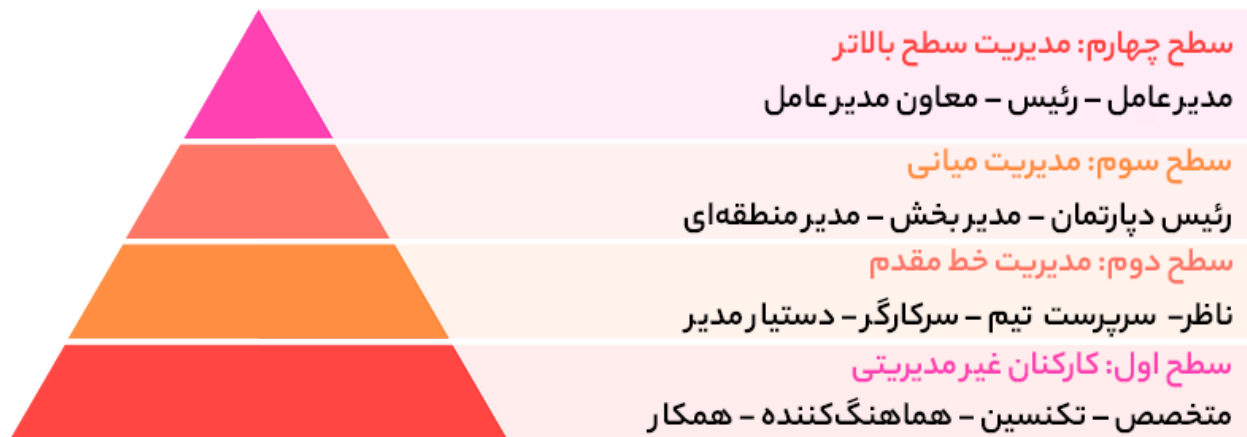 سطح چهارم: مدیریت سطح بالاتر
مدیرعامل – رئیس – معاون مدیرعامل
سطح سوم: مدیریت میانی
رئیس دپارتمان – مدیر بخش – مدیر منطقه‌ای
سطح دوم: مدیریت خط مقدم
ناظر– سرپرست تیم – سرکارگر – دستیار مدیر
سطح اول: کارکنان غیرمدیریتی
متخصص – تکنسین – هماهنگ‌کننده – همکار